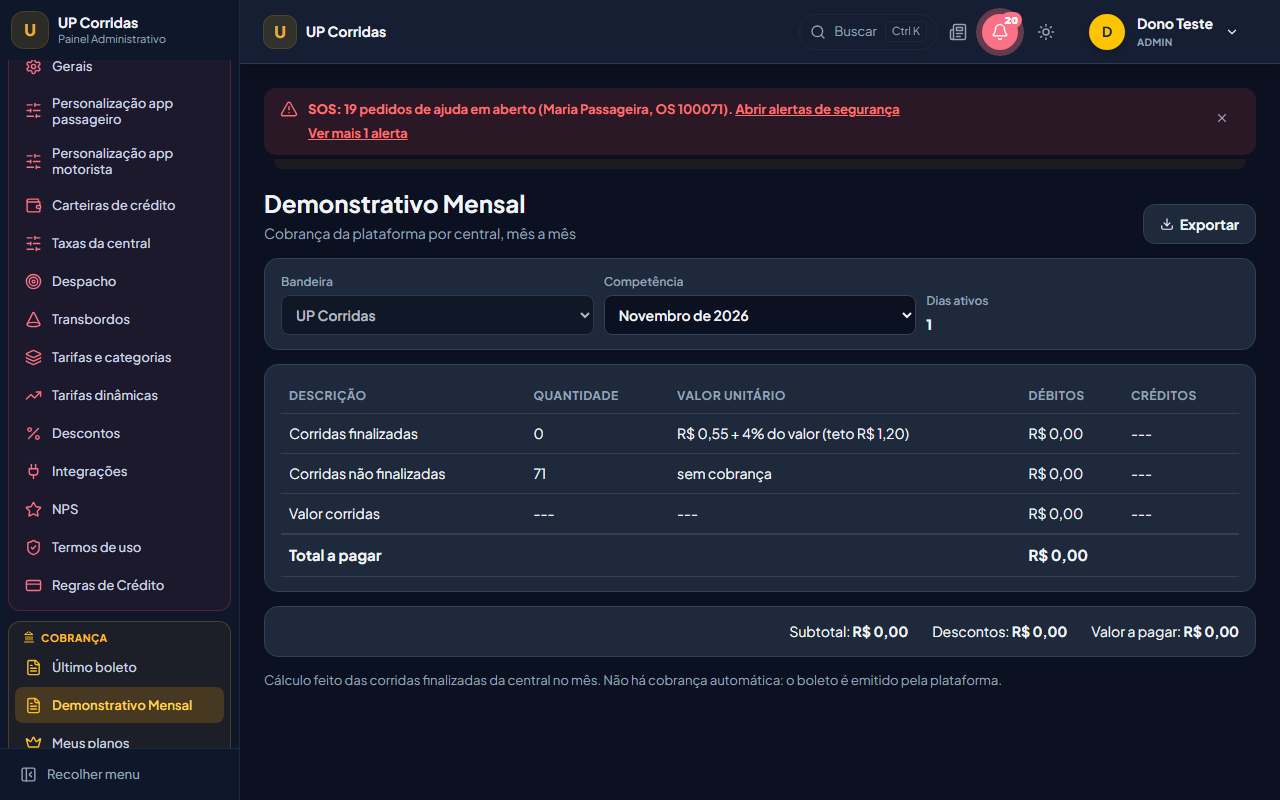 U
UP Corridas
Painel Administrativo
U
UP Corridas
Buscar
Ctrl K
20
D
Dono Teste
ADMIN
Gerais
Personalização app
passageiro
Personalização app
motorista
Carteiras de crédito
Taxas da central
Despacho
Transbordos
Tarifas e categorias
Tarifas dinâmicas
Descontos
Integrações
NPS
Termos de uso
Regras de Crédito
COBRANÇA
Último boleto
Demonstrativo Mensal
Meus planos
Recolher menu
SOS: 19 pedidos de ajuda em aberto (Maria Passageira, OS 100071). Abrir alertas de segurança
Ver mais 1 alerta
Demonstrativo Mensal
Cobrança da plataforma por central, mês a mês
Exportar
Bandeira
UP Corridas
Competência
Novembro de 2026
Dias ativos
1
DESCRIÇÃO QUANTIDADE VALOR UNITÁRIO DÉBITOS CRÉDITOS
Corridas finalizadas 0 R$ 0,55 + 4% do valor (teto R$ 1,20) R$ 0,00 ---
Corridas não finalizadas 71 sem cobrança R$ 0,00 ---
Valor corridas --- --- R$ 0,00 ---
Total a pagar R$ 0,00
Subtotal: R$ 0,00 Descontos: R$ 0,00 Valor a pagar: R$ 0,00
Cálculo feito das corridas finalizadas da central no mês. Não há cobrança automática: o boleto é emitido pela plataforma.